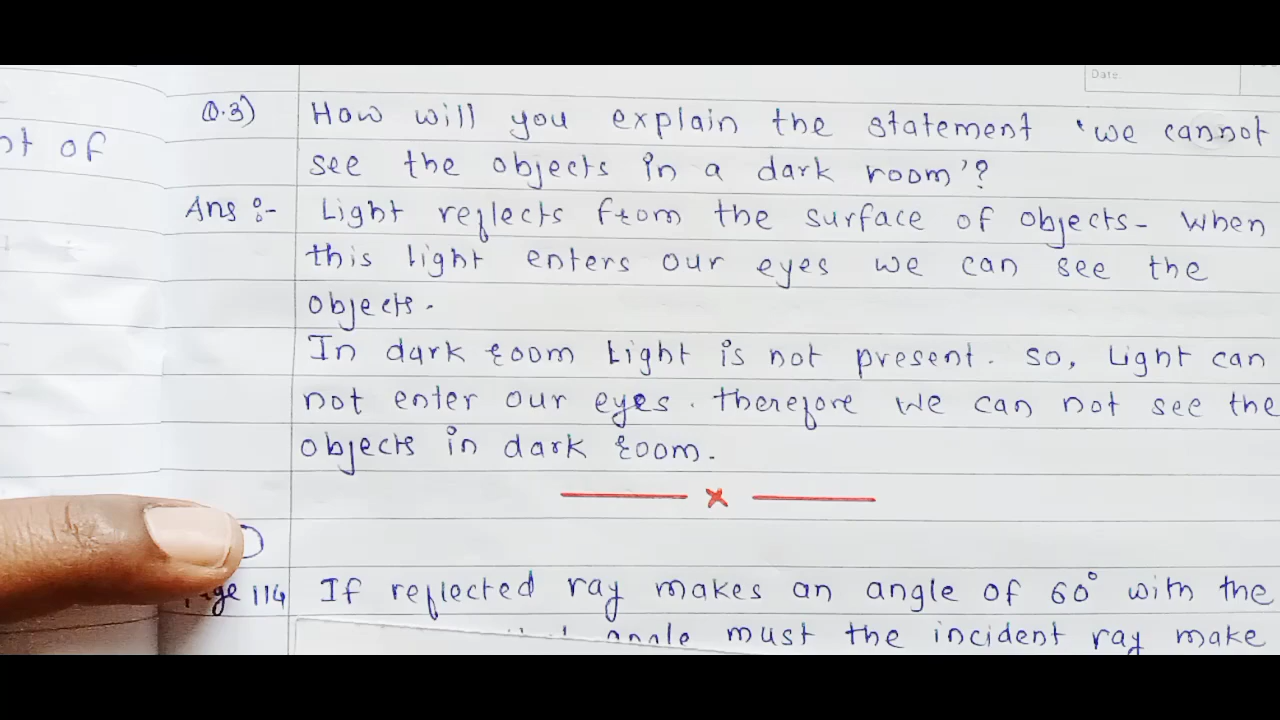 Date:
ot of
Q.3) How will you explain the statement 'we cannot
see the objects in a dark room'?
Ans :- Light reflects from the surface of objects- when
this light enters our eyes we can see the
objects.
In dark room Light is not present. so, Light can
not enter our eyes. therefore we can not see the
objects in dark room.
x
114 If reflected ray makes an angle of 60° with the
must the incident ray make